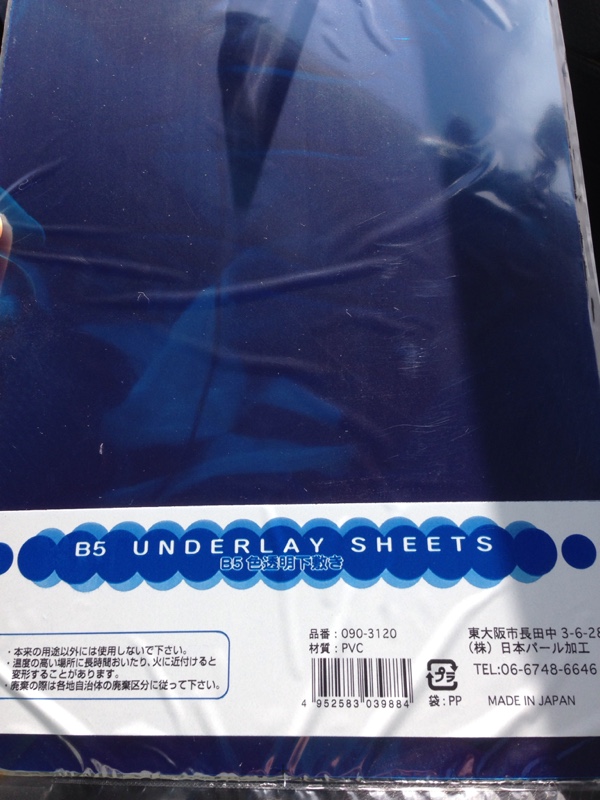 B5 UNDERLAY SHEETS
B5 色透明下敷き
・本来の用途以外には使用しないで下さい。
・温度の高い場所に長時間おいたり、火に近付けると
変形することがあります。
・廃棄の際は各地自治体の廃棄区分に従って下さい。
品番：090-3120
材質：PVC
4 952583 039884
プラ
袋：PP
東大阪市長田中 3-6-28
（株）日本パール加工
TEL:06-6748-6646
MADE IN JAPAN